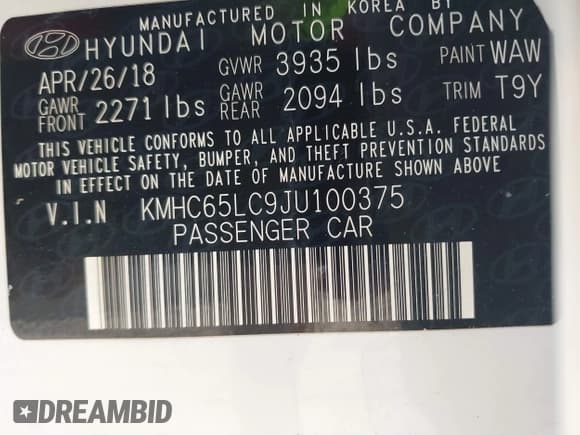 MANUFACTURED IN KOREA BY
HYUNDAI MOTOR COMPANY
APR/26/18 GVWR 3935 lbs PAINT WAW
GAWR FRONT 2271 lbs GAWR REAR 2094 lbs TRIM T9Y
THIS VEHICLE CONFORMS TO ALL APPLICABLE U.S.A. FEDERAL
MOTOR VEHICLE SAFETY, BUMPER, AND THEFT PREVENTION STANDARDS
IN EFFECT ON THE DATE OF MANUFACTURE SHOWN ABOVE
V.I.N KMHC65LC9JU100375
PASSENGER CAR
DREAMBID